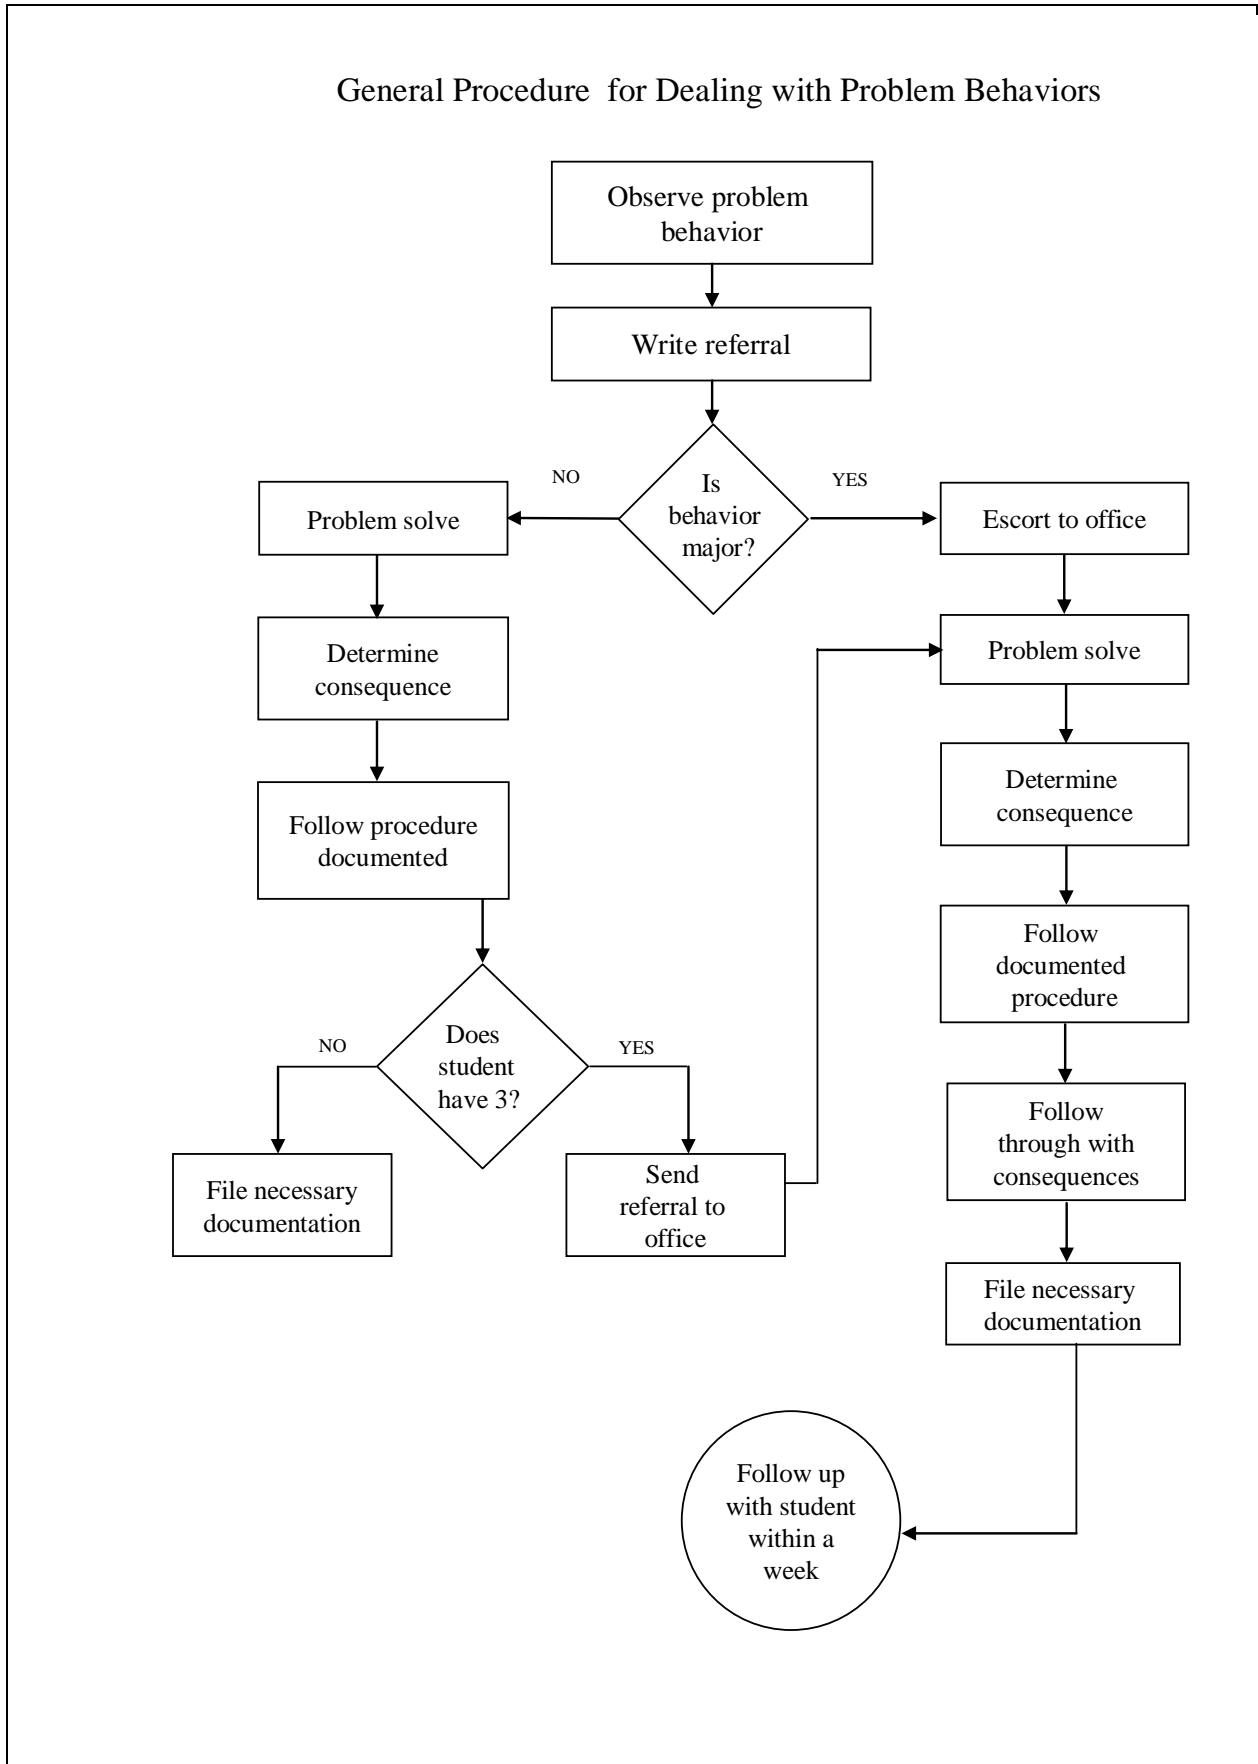 General Procedure  for Dealing with Problem Behaviors
Observe problem
behavior
Write referral
Is
behavior
major?
NO
YES
Problem solve
Determine
consequence
Follow procedure
documented
Does
student
have 3?
NO
YES
File necessary
documentation
Send
referral to
office
Escort to office
Problem solve
Determine
consequence
Follow
documented
procedure
Follow
through with
consequences
File necessary
documentation
Follow up
with student
within a
week